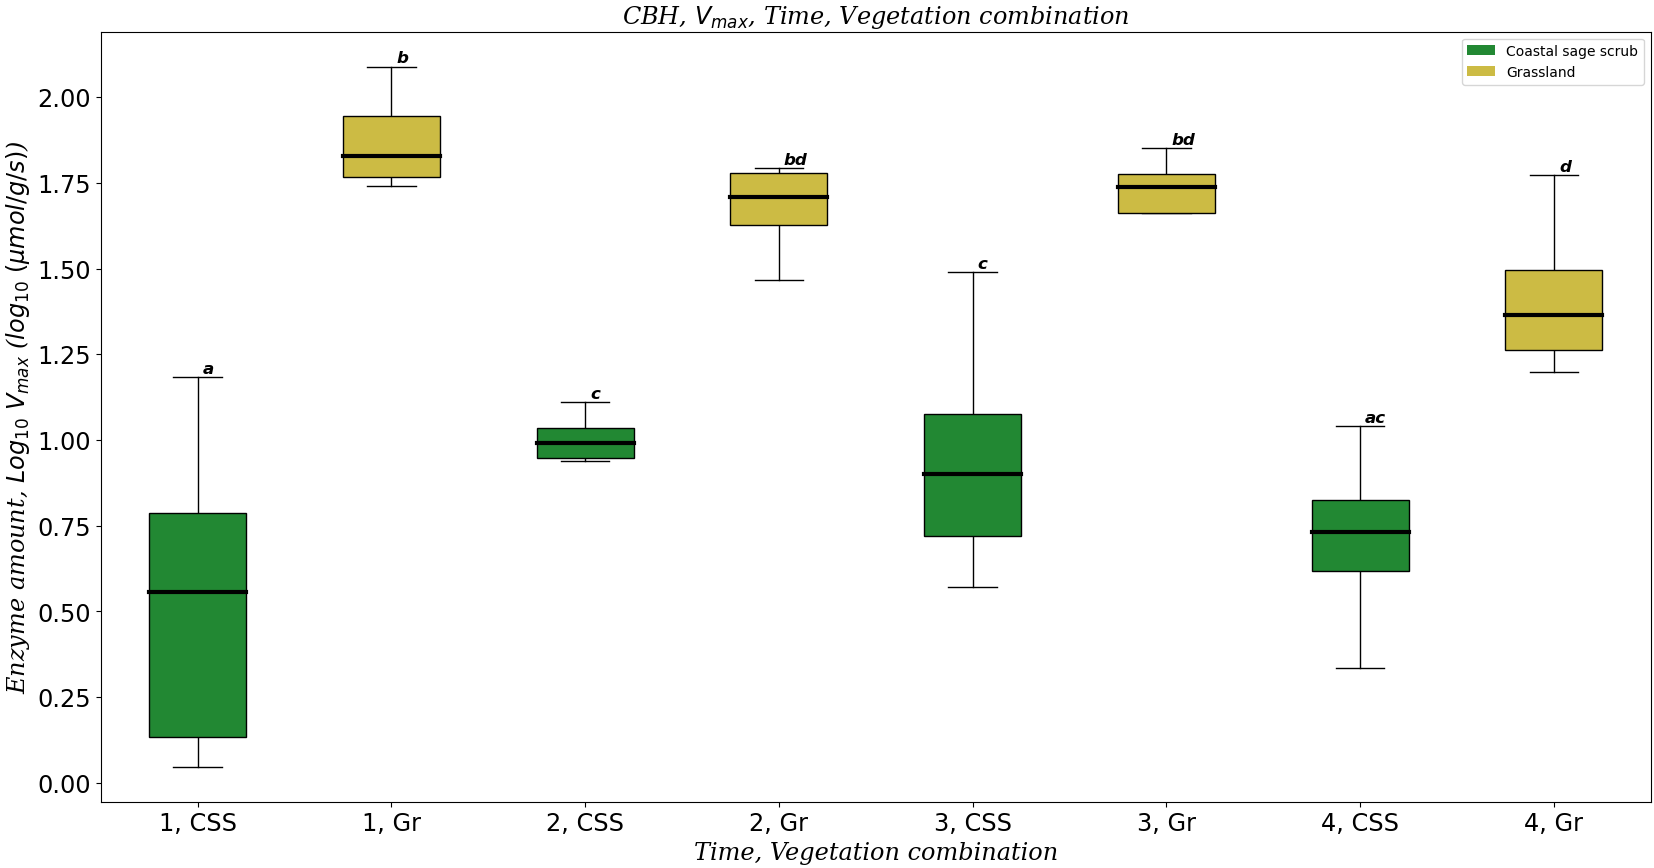 CBH, Vmax, Time, Vegetation combination
Coastal sage scrub
Grassland
Enzyme amount, Log10 Vmax (log10 (μmol/g/s))
2.00
1.75
1.50
1.25
1.00
0.75
0.50
0.25
0.00
a
b
c
bd
c
bd
ac
d
1, CSS
1, Gr
2, CSS
2, Gr
3, CSS
3, Gr
4, CSS
4, Gr
Time, Vegetation combination